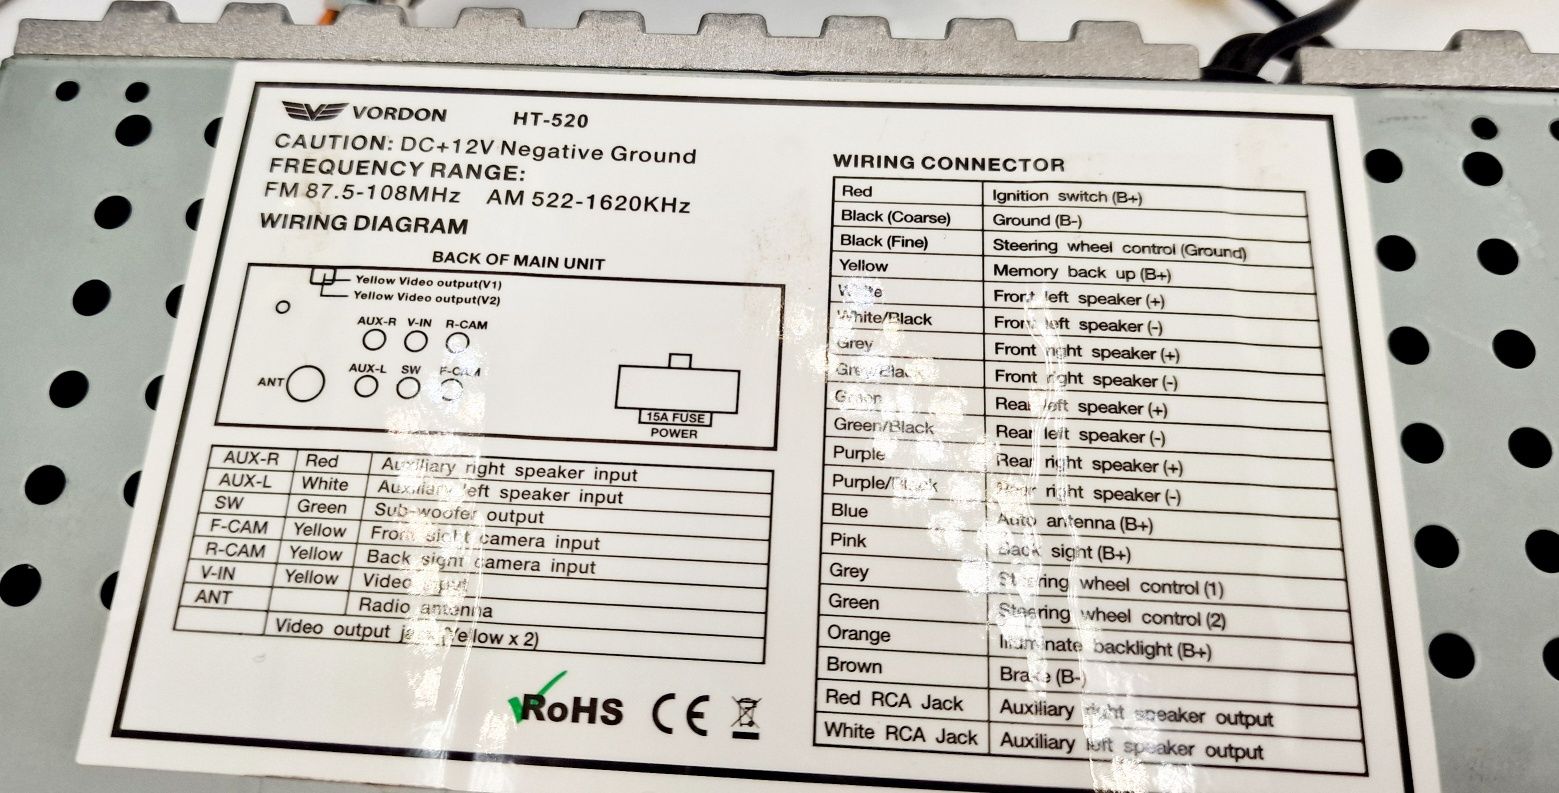 VORDON HT-520
CAUTION: DC+12V Negative Ground
FREQUENCY RANGE:
FM 87.5-108MHz AM 522-1620KHz
WIRING DIAGRAM
BACK OF MAIN UNIT
Yellow Video output(V1)
Yellow Video output(V2)
AUX-R V-IN R-CAM
ANT AUX-L SW F-CAM
15A FUSE
POWER
AUX-R Red Auxiliary right speaker input
AUX-L White Auxiliary left speaker input
SW Green Sub-woofer output
F-CAM Yellow Front sight camera input
R-CAM Yellow Back sight camera input
V-IN Yellow Video input
ANT Radio antenna
Video output jack (Yellow x 2)
RoHS CE
WIRING CONNECTOR
Red Ignition switch (B+)
Black (Coarse) Ground (B-)
Black (Fine) Steering wheel control (Ground)
Yellow Memory back up (B+)
White Front left speaker (+)
White/Black Front left speaker (-)
Grey Front right speaker (+)
Grey/Black Front right speaker (-)
Green Rear left speaker (+)
Green/Black Rear left speaker (-)
Purple Rear right speaker (+)
Purple/Black Rear right speaker (-)
Blue Auto antenna (B+)
Pink Back sight (B+)
Grey Steering wheel control (1)
Green Steering wheel control (2)
Orange Illuminate backlight (B+)
Brown Brake (B-)
Red RCA Jack Auxiliary right speaker output
White RCA Jack Auxiliary left speaker output